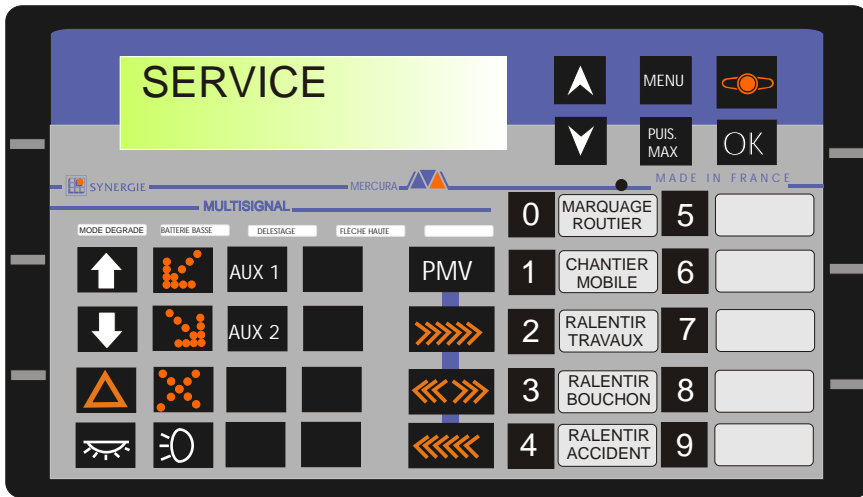 SERVICE
MENU
PUIS.
MAX
OK
SYNERGIE
MERCURA
MADE IN FRANCE
MULTISIGNAL
MODE DEGRADE
BATTERIE BASSE
DELESTAGE
FLÈCHE HAUTE
0
MARQUAGE
ROUTIER
5
AUX 1
PMV
1
CHANTIER
MOBILE
6
AUX 2
2
RALENTIR
TRAVAUX
7
3
RALENTIR
BOUCHON
8
4
RALENTIR
ACCIDENT
9